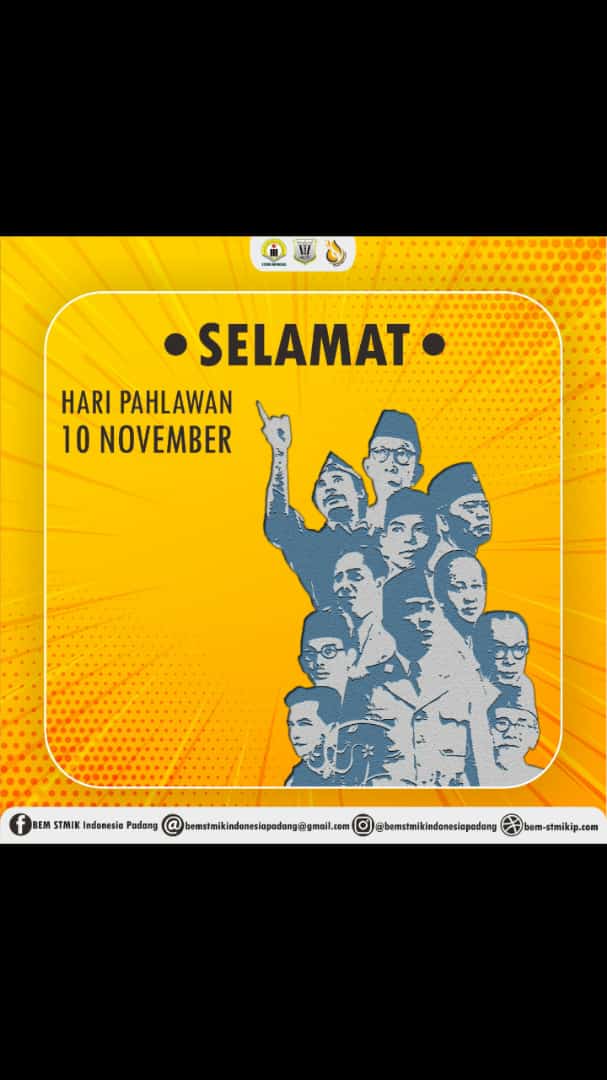 • SELAMAT •
HARI PAHLAWAN
10 NOVEMBER
BEM STMIK Indonesia Padang @bemstmikindonesiapadang@gmail.com @bemstmikindonesiapadang bem-stmikip.com